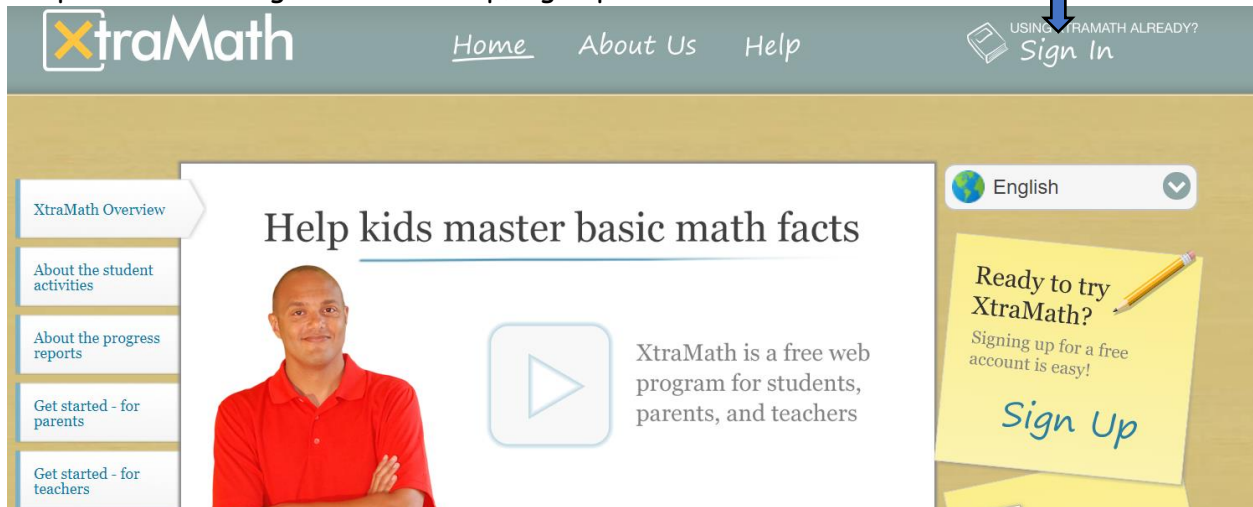 XtraMath
Home About Us Help
USING XTRAMATH ALREADY?
Sign In
XtraMath Overview
About the student
activities
About the progress
reports
Get started - for
parents
Get started - for
teachers
Help kids master basic math facts
XtraMath is a free web
program for students,
parents, and teachers
English
Ready to try
XtraMath?
Signing up for a free
account is easy!
Sign Up